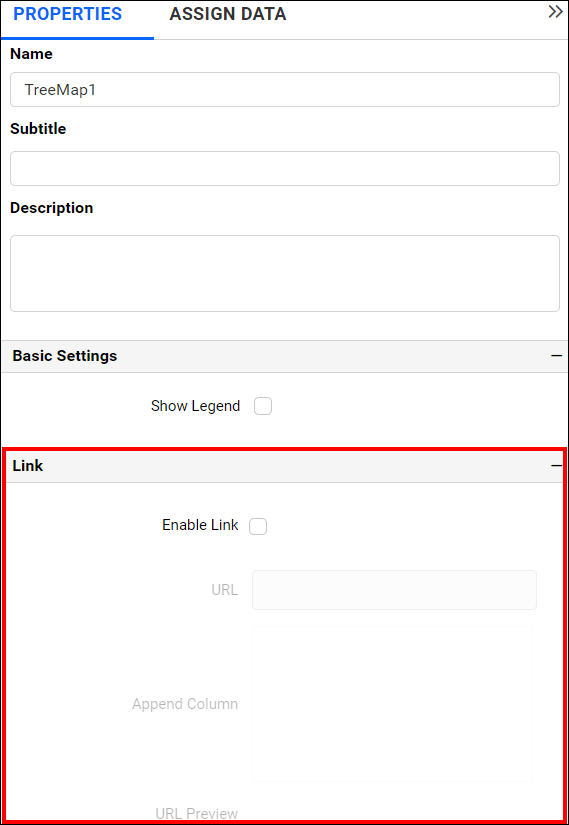 PROPERTIES ASSIGN DATA
Name
TreeMap1
Subtitle
Description
Basic Settings
Show Legend
Link
Enable Link
URL
Append Column
URL Preview